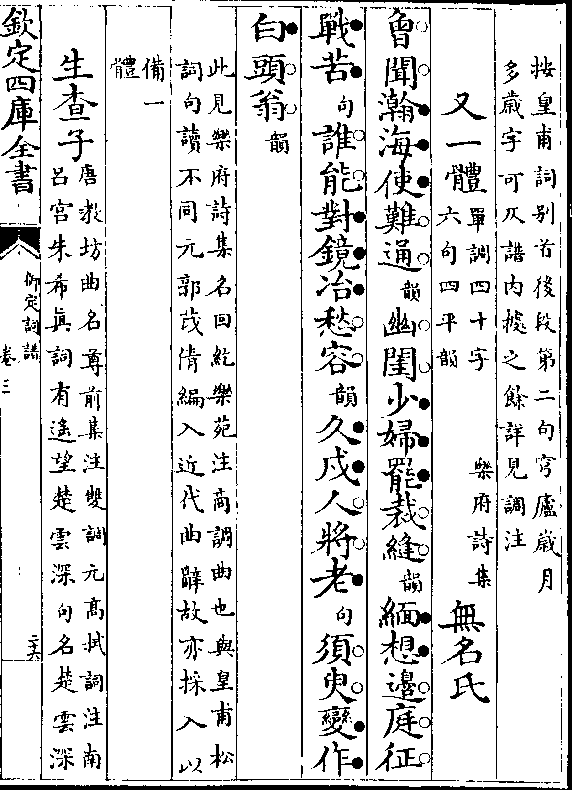 按皇甫詞别首後段第二句穹廬歲月
多歲字可仄譜内據之餘詳見調注
又一體 單調四十字
六句四平韻 樂府詩集 無名氏
曾聞瀚海使難通韻幽閨少婦罷裁縫韻緬想邊庭征
戰苦句誰能對鏡冶愁容韻久戍人將老句須臾變作
白頭翁韻
此見樂府詩集名回紇樂苑注商調曲也與皇甫松
詞句讀不同元郭茂倩編入近代曲辭故亦採入以
備一
體
生查子 唐教坊曲名尊前集注雙調元高拭詞注南
吕宫朱希真詞有遙望楚雲深句名楚雲深
欽定四庫全書
御定詞譜
卷三
二十六